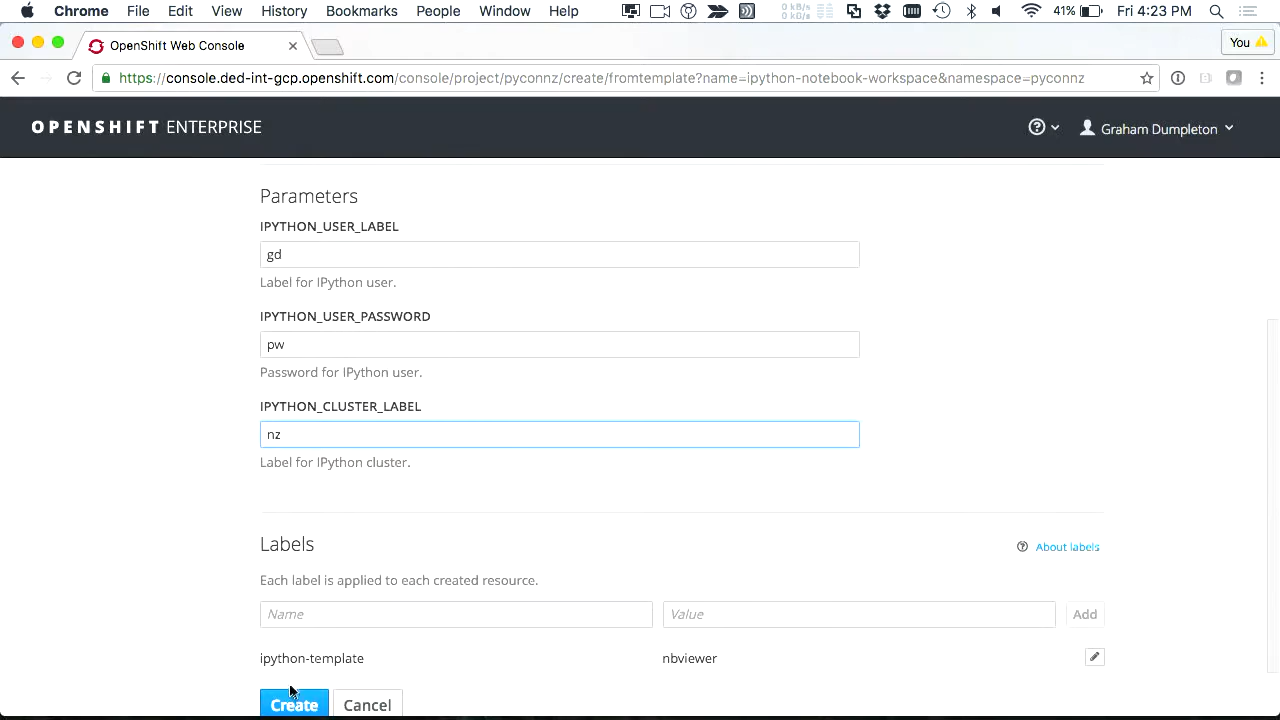 Chrome File Edit View History Bookmarks People Window Help 0 kB/s 0 kB/s 41% Fri 4:23 PM
OpenShift Web Console You
https://console.ded-int-gcp.openshift.com/console/project/pyconnz/create/fromtemplate?name=ipython-notebook-workspace&namespace=pyconnz
OPENSHIFT ENTERPRISE Graham Dumpleton
Parameters
IPYTHON_USER_LABEL
gd
Label for IPython user.
IPYTHON_USER_PASSWORD
pw
Password for IPython user.
IPYTHON_CLUSTER_LABEL
nz
Label for IPython cluster.
Labels About labels
Each label is applied to each created resource.
Name Value Add
ipython-template nbviewer
Create Cancel